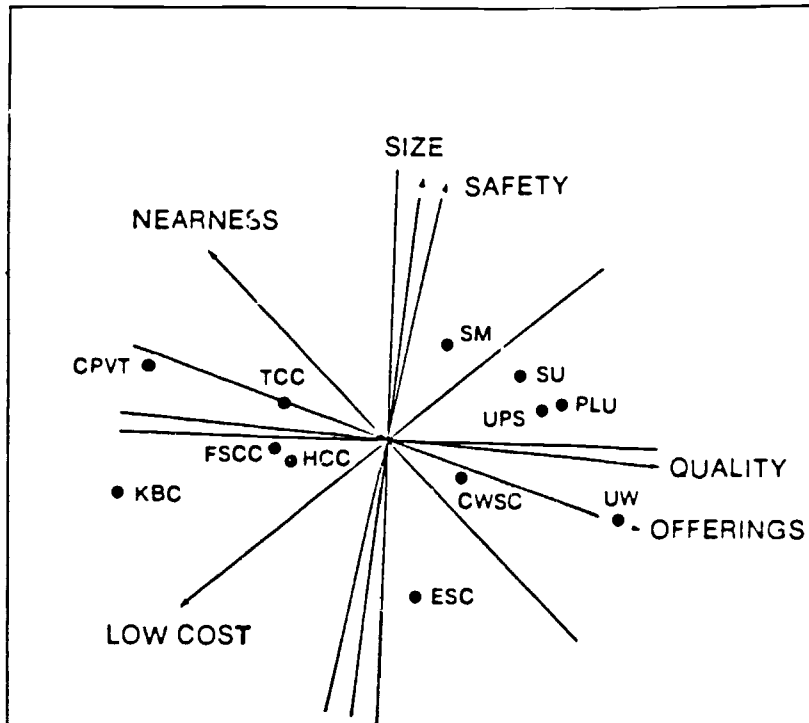 SIZE
SAFETY
NEARNESS
SM
CPVT
TCC
SU
UPS
PLU
FSCC
HCC
QUALITY
KBC
CWSC
UW
OFFERINGS
ESC
LOW COST